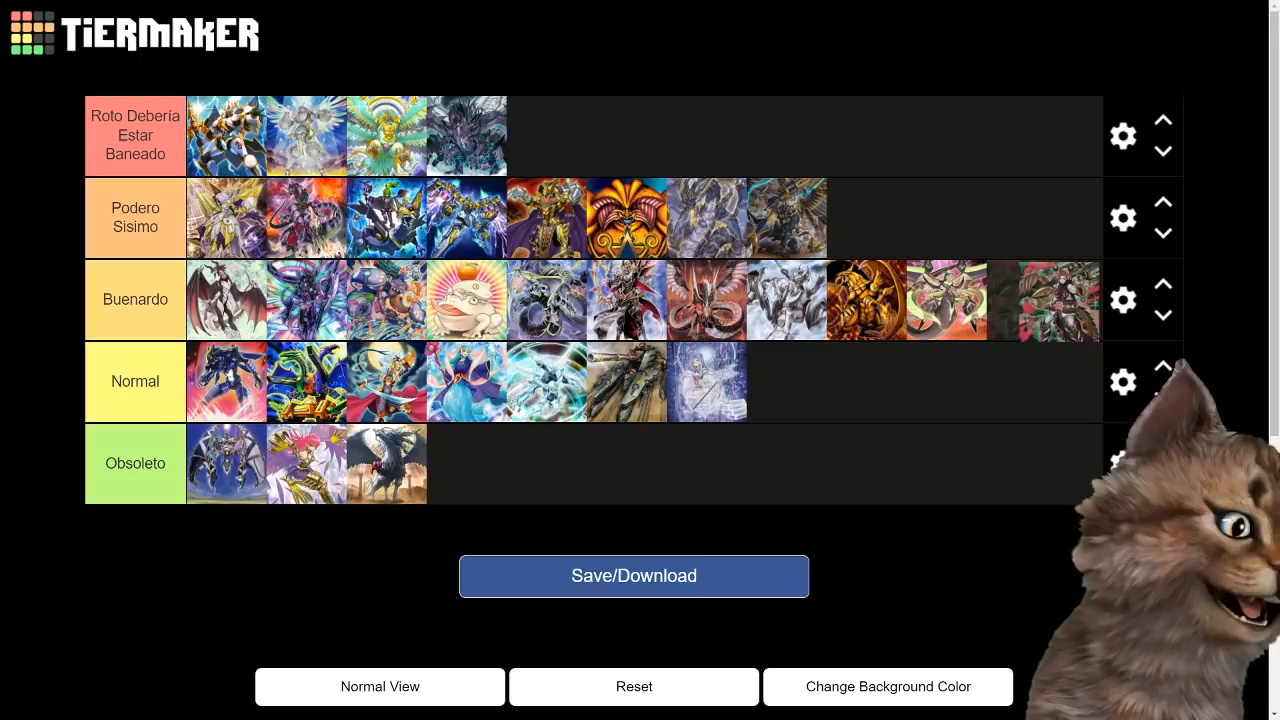 TiERMAKER
Roto Debería
Estar
Baneado
Podero
Sisimo
Buenardo
Normal
Obsoleto
Save/Download
Normal View
Reset
Change Background Color